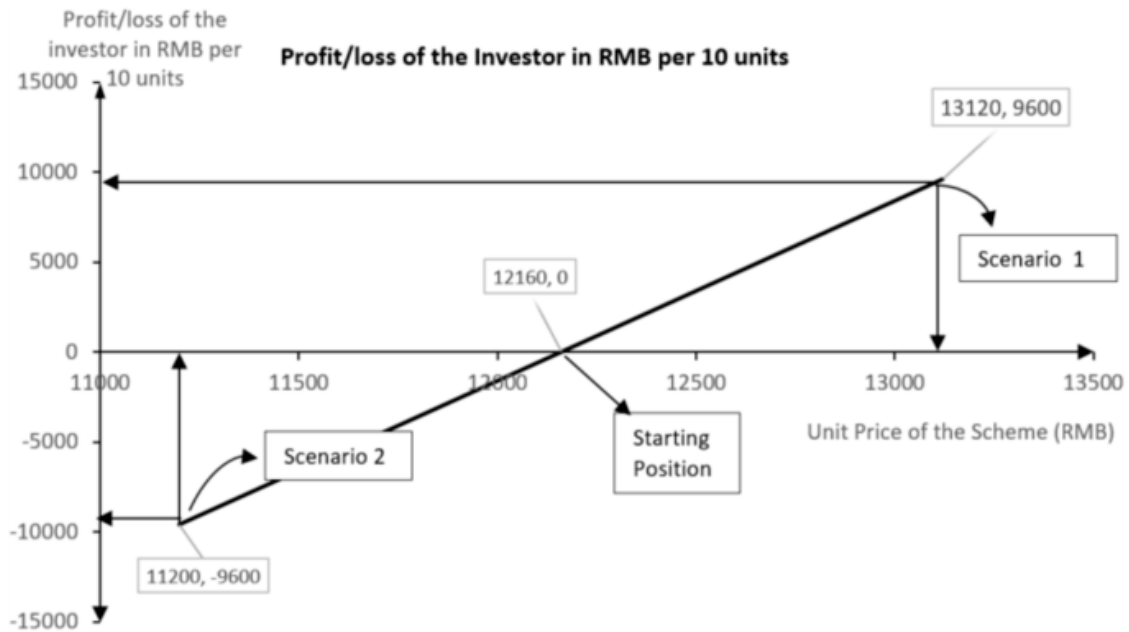 Profit/loss of the
investor in RMB per
10 units
Profit/loss of the Investor in RMB per 10 units
15000
13120, 9600
10000
Scenario 1
5000
12160, 0
0
11000
11500
12000
12500
13000
13500
Unit Price of the Scheme (RMB)
-5000
Scenario 2
Starting
Position
-10000
11200, -9600
-15000